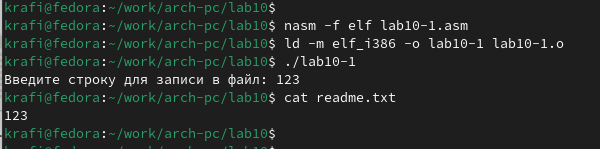 krafi@fedora:~/work/arch-pc/lab10$
krafi@fedora:~/work/arch-pc/lab10$ nasm -f elf lab10-1.asm
krafi@fedora:~/work/arch-pc/lab10$ ld -m elf_i386 -o lab10-1 lab10-1.o
krafi@fedora:~/work/arch-pc/lab10$ ./lab10-1
Введите строку для записи в файл: 123
krafi@fedora:~/work/arch-pc/lab10$ cat readme.txt
123
krafi@fedora:~/work/arch-pc/lab10$